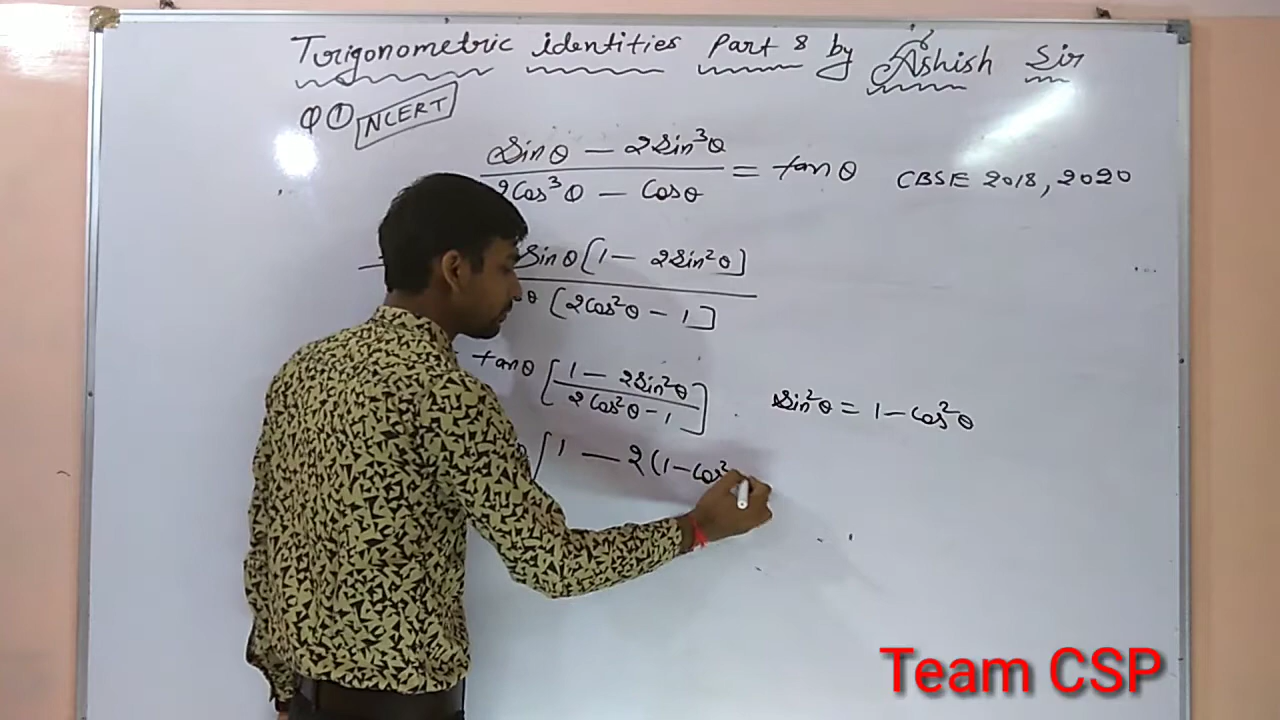 Trigonometric identities Part 8 by Ashish Sir
Q ① NCERT
Sinθ — 2Sin³θ
2Cos³θ — Cosθ
= tanθ CBSE 2018, 2020
Sinθ [1 — 2Sin²θ]
θ [2Cos²θ — 1]
tanθ [1 — 2Sin²θ
2Cos²θ - 1]
Sin²θ = 1 - Cos²θ
[1 — 2(1-Cos²
Team CSP